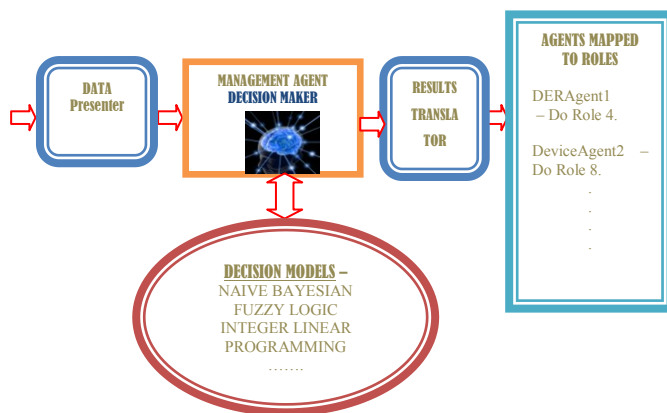 DATA
Presenter
MANAGEMENT AGENT
DECISION MAKER
RESULTS
TRANSLA
TOR
AGENTS MAPPED
TO ROLES
DERAgent1
– Do Role 4.
DeviceAgent2 –
Do Role 8.
.
.
.
.
DECISION MODELS –
NAIVE BAYESIAN
FUZZY LOGIC
INTEGER LINEAR
PROGRAMMING
…….